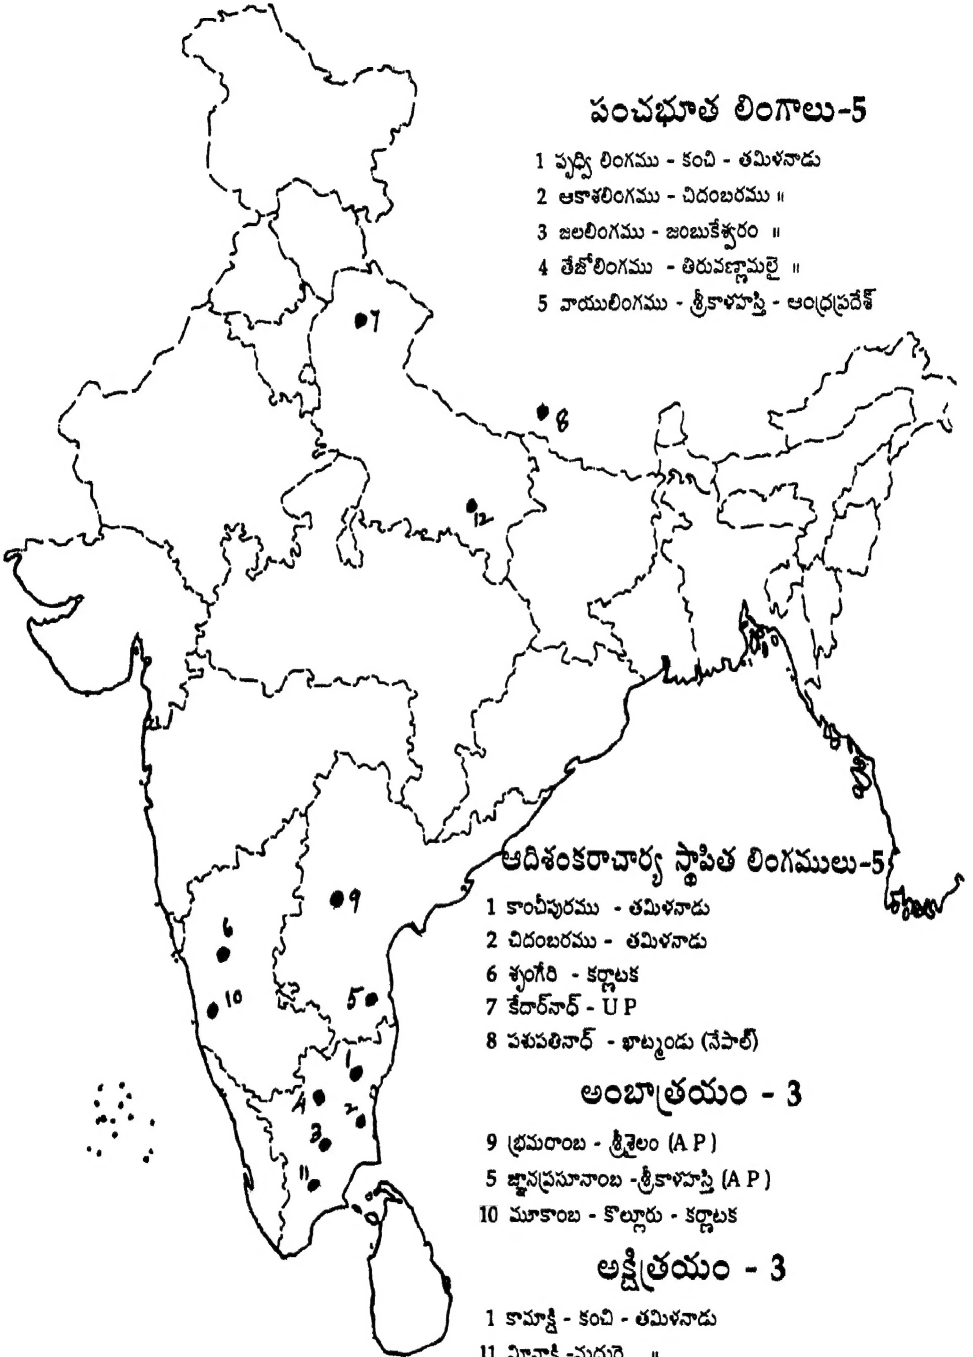 పంచభూత లింగాలు-5
1 పృధ్వి లింగము - కంచి - తమిళనాడు
2 ఆకాశలింగము - చిదంబరము "
3 జలలింగము - జంబుకేశ్వరం "
4 తేజోలింగము - తిరువణ్ణామలై "
5 వాయులింగము - శ్రీకాళహస్తి - ఆంధ్రప్రదేశ్
7
8
12
ఆదిశంకరాచార్య స్థాపిత లింగములు-5
1 కాంచీపురము - తమిళనాడు
2 చిదంబరము - తమిళనాడు
6 శృంగేరి - కర్ణాటక
7 కేదార్‌నాధ్ - U P
8 పశుపతినాధ్ - ఖాట్మండు (నేపాల్)
9
6
10
5
1
4
2
3
11
అంబాత్రయం - 3
9 భ్రమరాంబ - శ్రీశైలం (A P)
5 జ్ఞానప్రసూనాంబ -శ్రీకాళహస్తి (A P)
10 మూకాంబ - కొల్లూరు - కర్ణాటక
అక్షిత్రయం - 3
1 కామాక్షి - కంచి - తమిళనాడు
11 మీనాక్షి -మధురై "